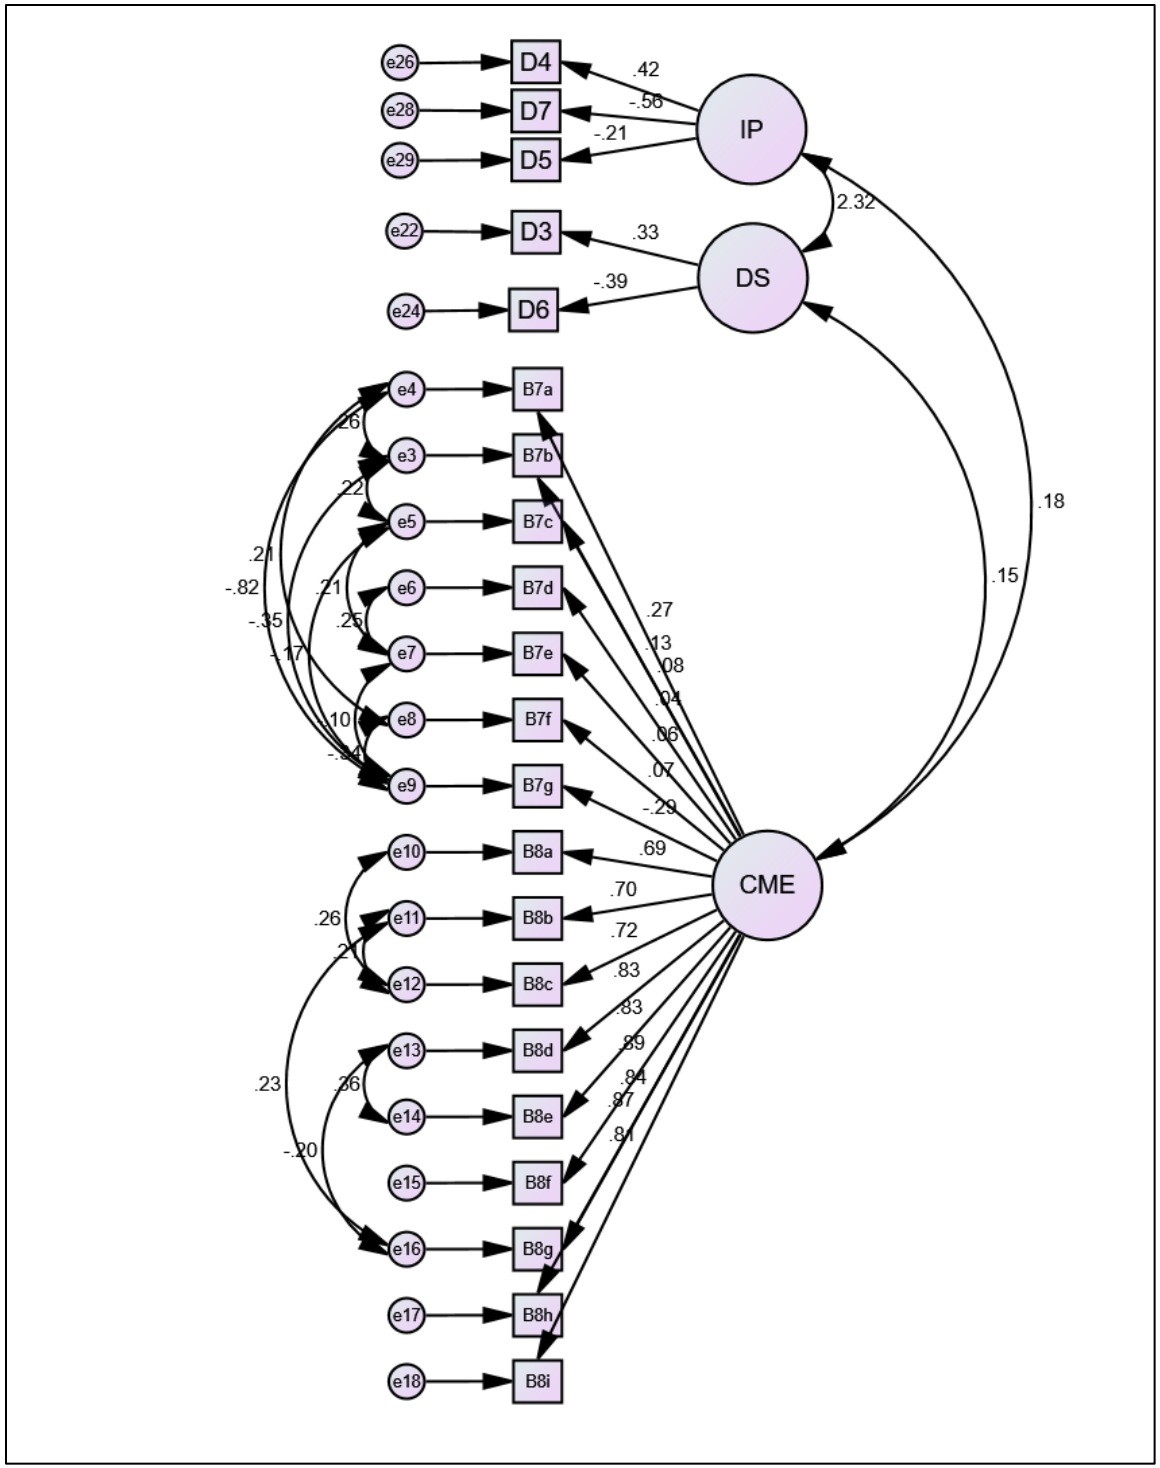 e26 D4 .42
e28 D7 -.56 IP
e29 D5 -.21
2.32
e22 D3 .33
DS
e24 D6 -.39
e4 B7a
.26
e3 B7b
.22
e5 B7c .18
.21
-.82 .21 e6 B7d .15
-.35 .25 .27
-.17 e7 B7e .13
.08
.04
.10 e8 B7f .06
-.34 .07
e9 B7g -.29
e10 B8a .69
CME
.26 e11 B8b .70
.21 .72
e12 B8c .83
.83
e13 B8d .89
.23 .36 .84
e14 B8e .87
-.20 .81
e15 B8f
e16 B8g
e17 B8h
e18 B8i